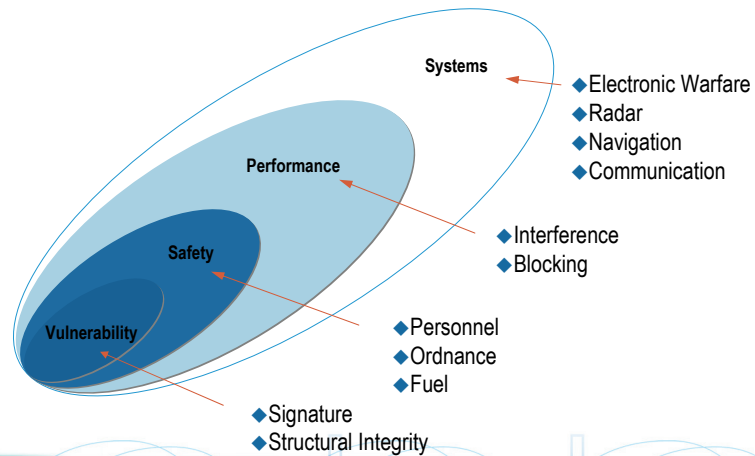 Systems
◆Electronic Warfare
◆Radar
◆Navigation
◆Communication
Performance
◆Interference
◆Blocking
Safety
◆Personnel
◆Ordnance
◆Fuel
Vulnerability
◆Signature
◆Structural Integrity